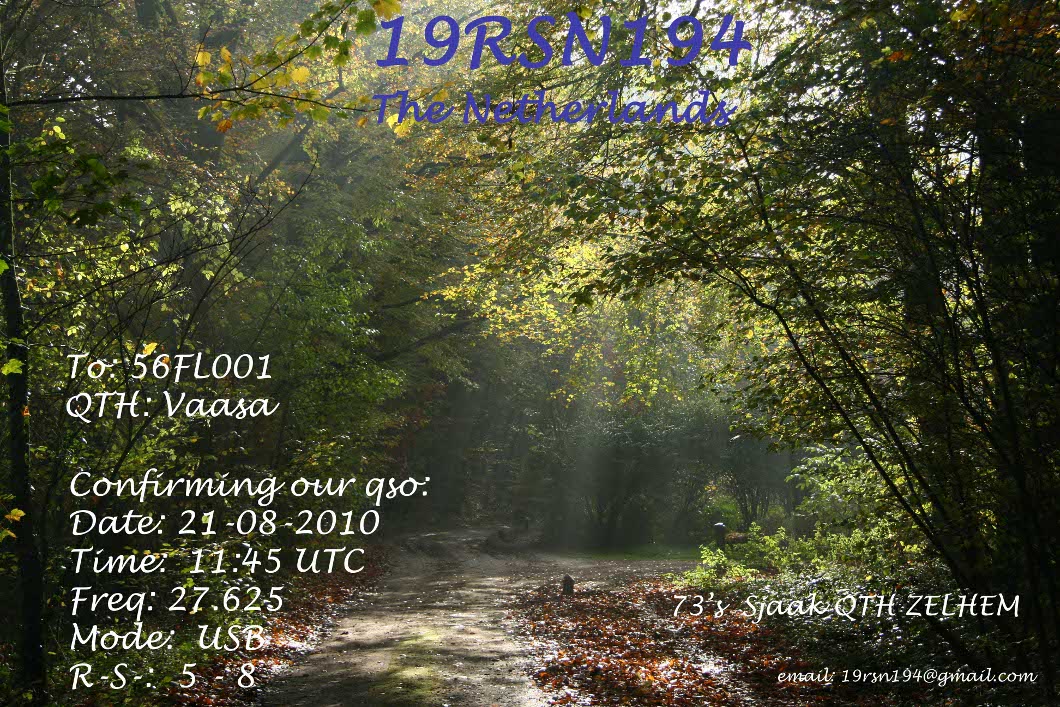 19RSN194
The Netherlands
To: 56FL001
QTH: Vaasa
Confirming our qso:
Date: 21-08-2010
Time: 11:45 UTC
Freq: 27.625
Mode: USB
R-S-: 5 - 8
73's Sjaak QTH ZELHEM
email: 19rsn194@gmail.com